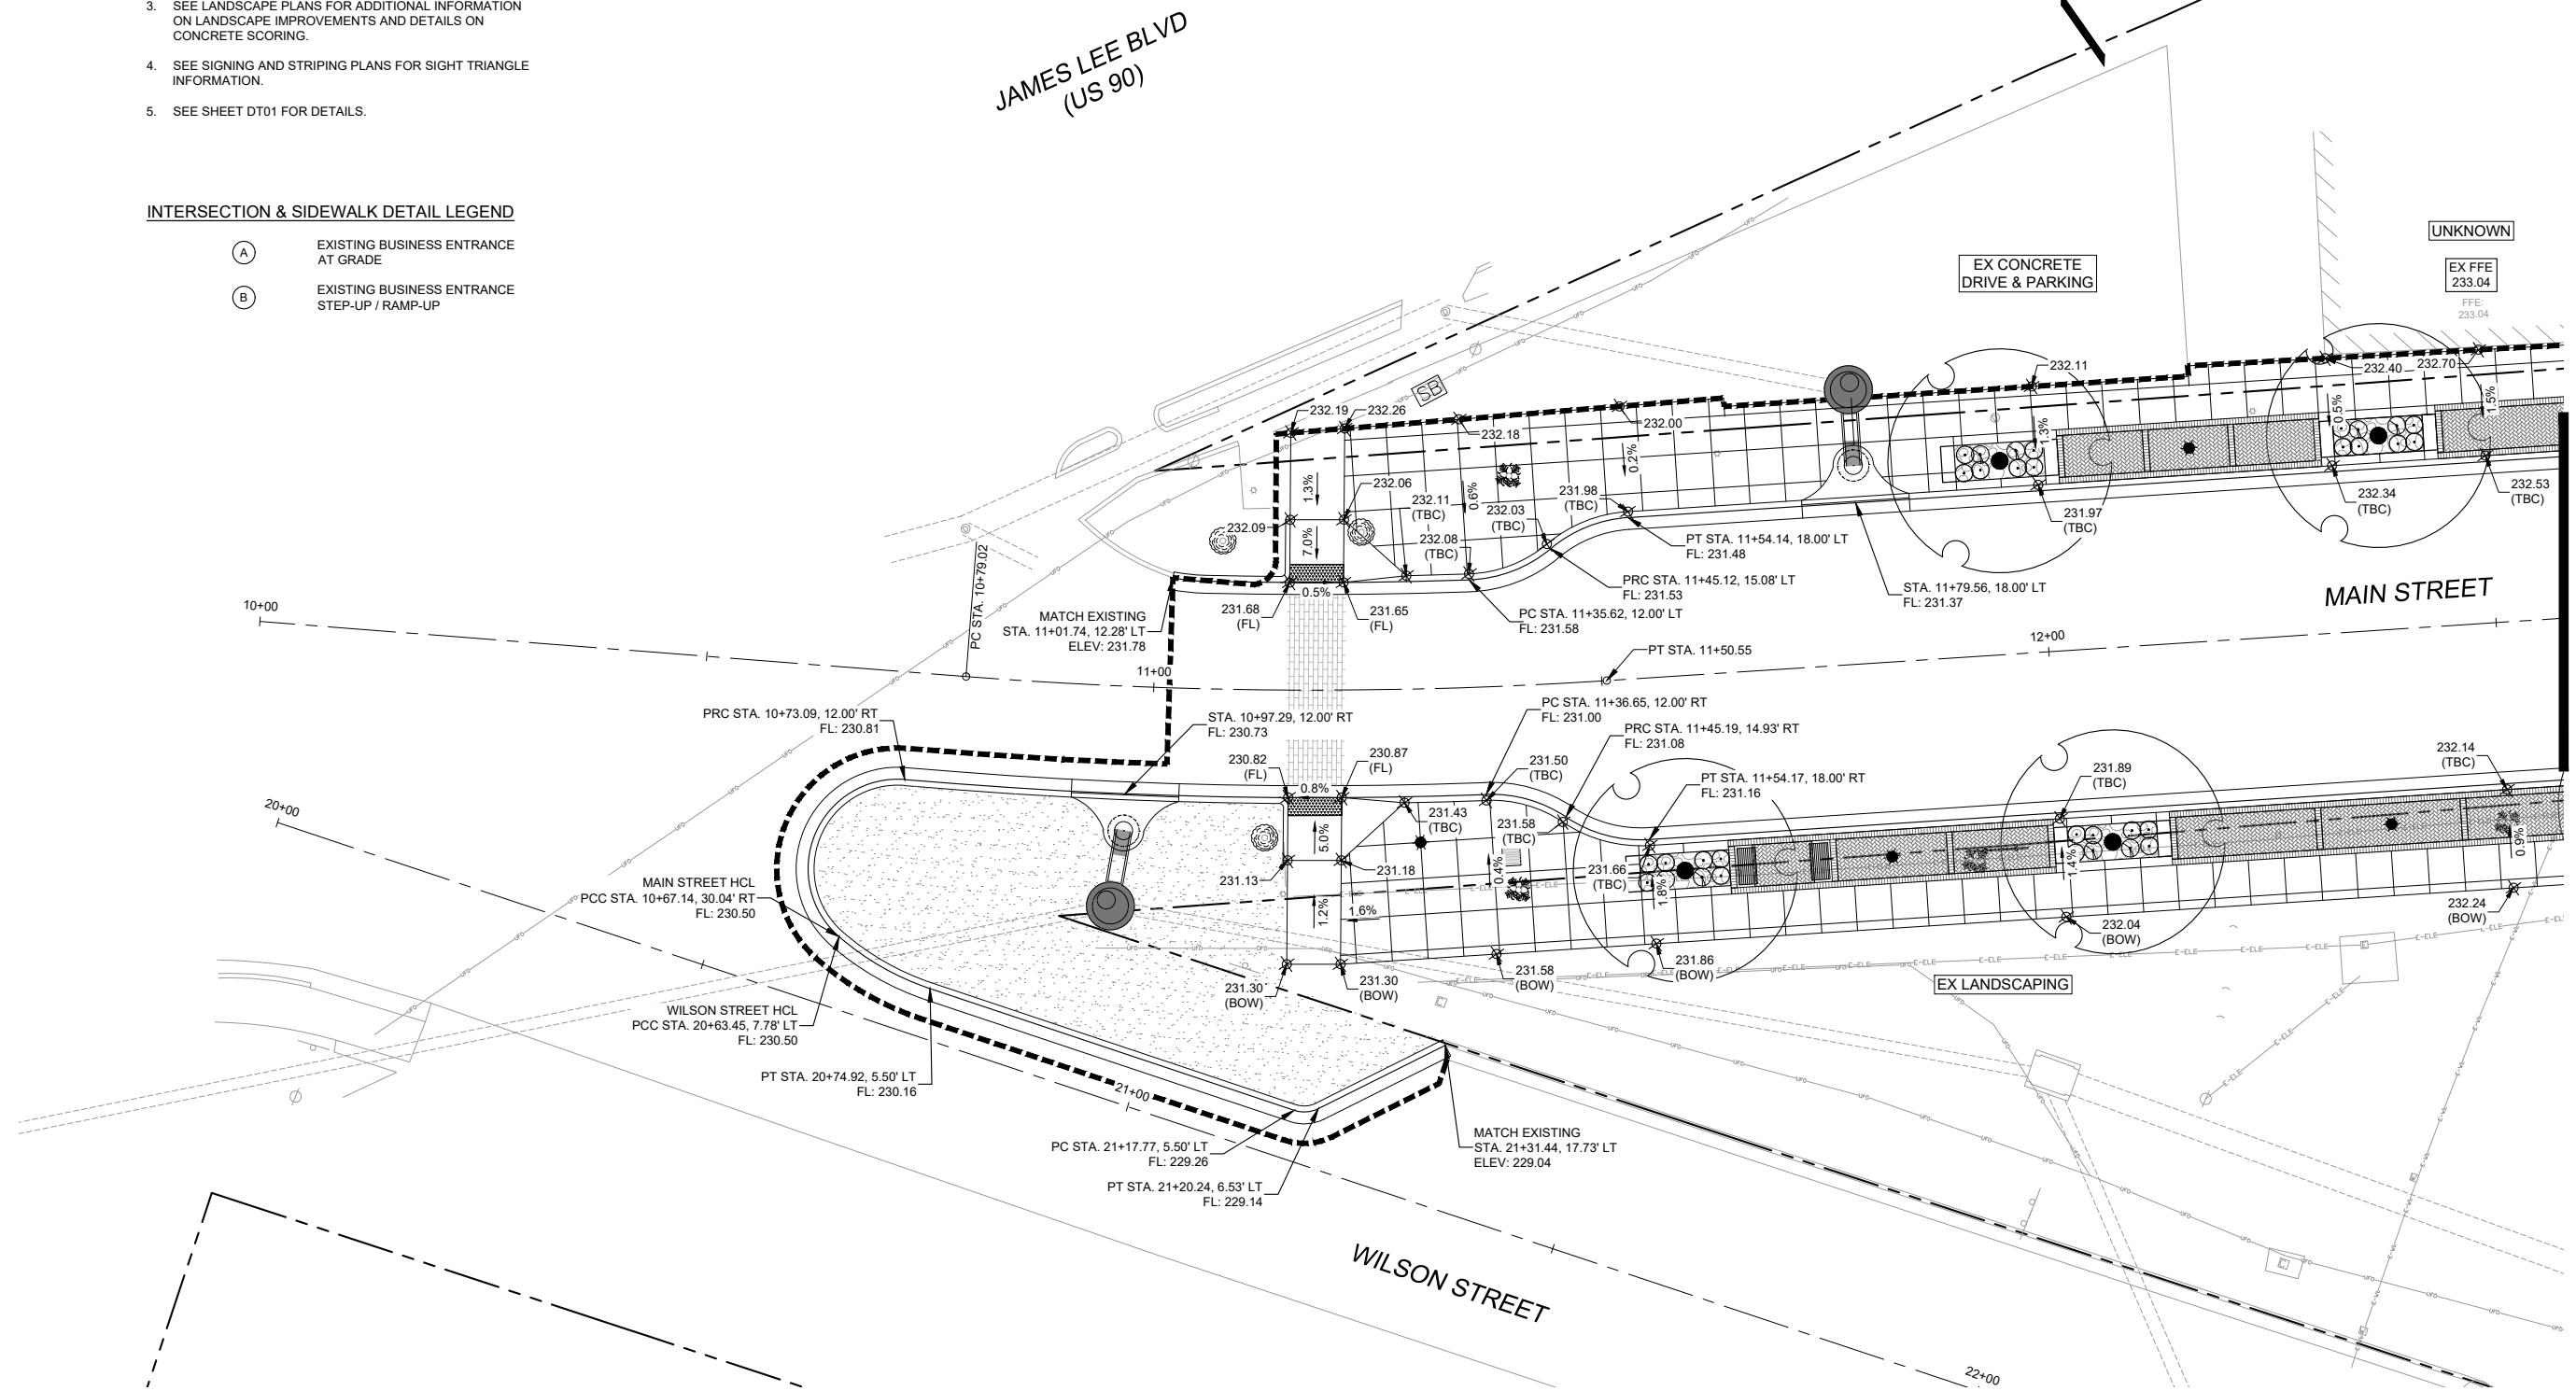 3. SEE LANDSCAPE PLANS FOR ADDITIONAL INFORMATION
ON LANDSCAPE IMPROVEMENTS AND DETAILS ON
CONCRETE SCORING.
4. SEE SIGNING AND STRIPING PLANS FOR SIGHT TRIANGLE
INFORMATION.
5. SEE SHEET DT01 FOR DETAILS.
INTERSECTION & SIDEWALK DETAIL LEGEND
A EXISTING BUSINESS ENTRANCE
AT GRADE
B EXISTING BUSINESS ENTRANCE
STEP-UP / RAMP-UP
JAMES LEE BLVD
(US 90)
UNKNOWN
EX FFE
233.04
FFE:
233.04
EX CONCRETE
DRIVE & PARKING
SB
232.19
232.26
232.18
232.00
232.11
232.40
232.70
1.3%
232.06
232.11
(TBC)
0.6%
232.03
(TBC)
231.98
(TBC)
0.2%
1.3%
0.5%
1.5%
232.09
7.0%
232.08
(TBC)
231.97
(TBC)
232.34
(TBC)
232.53
(TBC)
PT STA. 11+54.14, 18.00' LT
FL: 231.48
PRC STA. 11+45.12, 15.08' LT
FL: 231.53
PC STA. 11+35.62, 12.00' LT
FL: 231.58
STA. 11+79.56, 18.00' LT
FL: 231.37
MAIN STREET
10+00
PC STA. 10+79.02
MATCH EXISTING
STA. 11+01.74, 12.28' LT
ELEV: 231.78
231.68
(FL)
0.5%
231.65
(FL)
11+00
PT STA. 11+50.55
12+00
PRC STA. 10+73.09, 12.00' RT
FL: 230.81
STA. 10+97.29, 12.00' RT
FL: 230.73
PC STA. 11+36.65, 12.00' RT
FL: 231.00
PRC STA. 11+45.19, 14.93' RT
FL: 231.08
PT STA. 11+54.17, 18.00' RT
FL: 231.16
230.82
(FL)
230.87
(FL)
0.8%
231.50
(TBC)
231.43
(TBC)
231.58
(TBC)
231.66
(TBC)
231.89
(TBC)
232.14
(TBC)
20+00
5.0%
231.13
231.18
0.4%
1.8%
1.4%
0.9%
1.2%
1.6%
MAIN STREET HCL
PCC STA. 10+67.14, 30.04' RT
FL: 230.50
231.30
(BOW)
231.30
(BOW)
231.58
(BOW)
231.86
(BOW)
232.04
(BOW)
232.24
(BOW)
EX LANDSCAPING
WILSON STREET HCL
PCC STA. 20+63.45, 7.78' LT
FL: 230.50
PT STA. 20+74.92, 5.50' LT
FL: 230.16
21+00
PC STA. 21+17.77, 5.50' LT
FL: 229.26
PT STA. 21+20.24, 6.53' LT
FL: 229.14
MATCH EXISTING
STA. 21+31.44, 17.73' LT
ELEV: 229.04
WILSON STREET
22+00